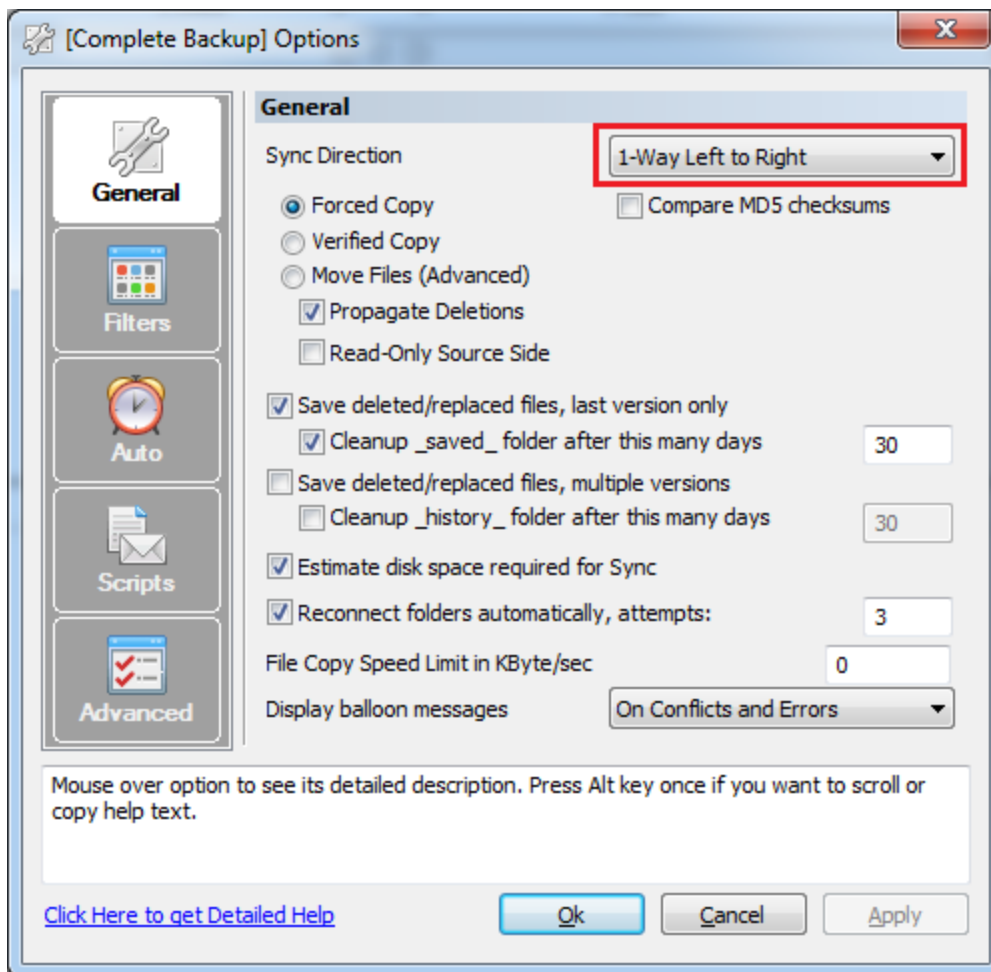 [Complete Backup] Options
General
General
Sync Direction
1-Way Left to Right
Forced Copy
Compare MD5 checksums
Verified Copy
Move Files (Advanced)
Propagate Deletions
Read-Only Source Side
Filters
Auto
Scripts
Advanced
Save deleted/replaced files, last version only
Cleanup _saved_ folder after this many days
30
Save deleted/replaced files, multiple versions
Cleanup _history_ folder after this many days
30
Estimate disk space required for Sync
Reconnect folders automatically, attempts:
3
File Copy Speed Limit in KByte/sec
0
Display balloon messages
On Conflicts and Errors
Mouse over option to see its detailed description. Press Alt key once if you want to scroll or
copy help text.
Click Here to get Detailed Help
Ok
Cancel
Apply